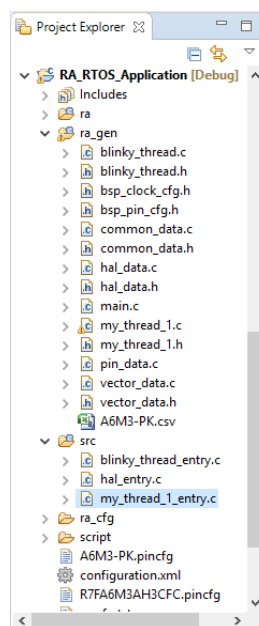 Project Explorer
RA_RTOS_Application [Debug]
Includes
ra
ra_gen
blinky_thread.c
blinky_thread.h
bsp_clock_cfg.h
bsp_pin_cfg.h
common_data.c
common_data.h
hal_data.c
hal_data.h
main.c
my_thread_1.c
my_thread_1.h
pin_data.c
vector_data.c
vector_data.h
A6M3-PK.csv
src
blinky_thread_entry.c
hal_entry.c
my_thread_1_entry.c
ra_cfg
script
A6M3-PK.pincfg
configuration.xml
R7FA6M3AH3CFC.pincfg